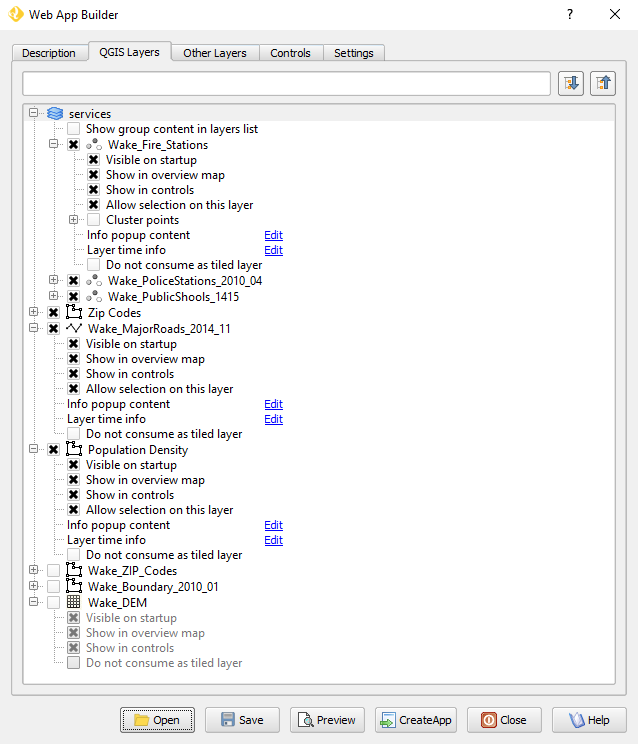 Web App Builder
Description QGIS Layers Other Layers Controls Settings
services
Show group content in layers list
Wake_Fire_Stations
Visible on startup
Show in overview map
Show in controls
Allow selection on this layer
Cluster points
Info popup content Edit
Layer time info Edit
Do not consume as tiled layer
Wake_PoliceStations_2010_04
Wake_PublicShools_1415
Zip Codes
Wake_MajorRoads_2014_11
Visible on startup
Show in overview map
Show in controls
Allow selection on this layer
Info popup content Edit
Layer time info Edit
Do not consume as tiled layer
Population Density
Visible on startup
Show in overview map
Show in controls
Allow selection on this layer
Info popup content Edit
Layer time info Edit
Do not consume as tiled layer
Wake_ZIP_Codes
Wake_Boundary_2010_01
Wake_DEM
Visible on startup
Show in overview map
Show in controls
Do not consume as tiled layer
Open Save Preview CreateApp Close Help